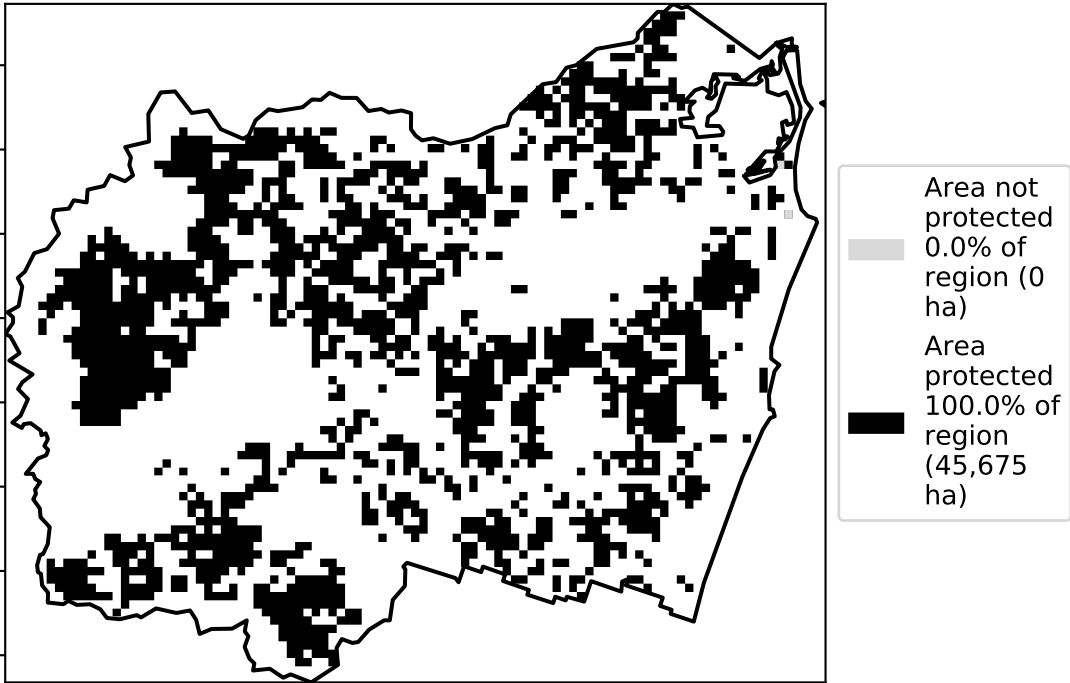 Area not
protected
0.0% of
region (0
ha)
Area
protected
100.0% of
region
(45,675
ha)